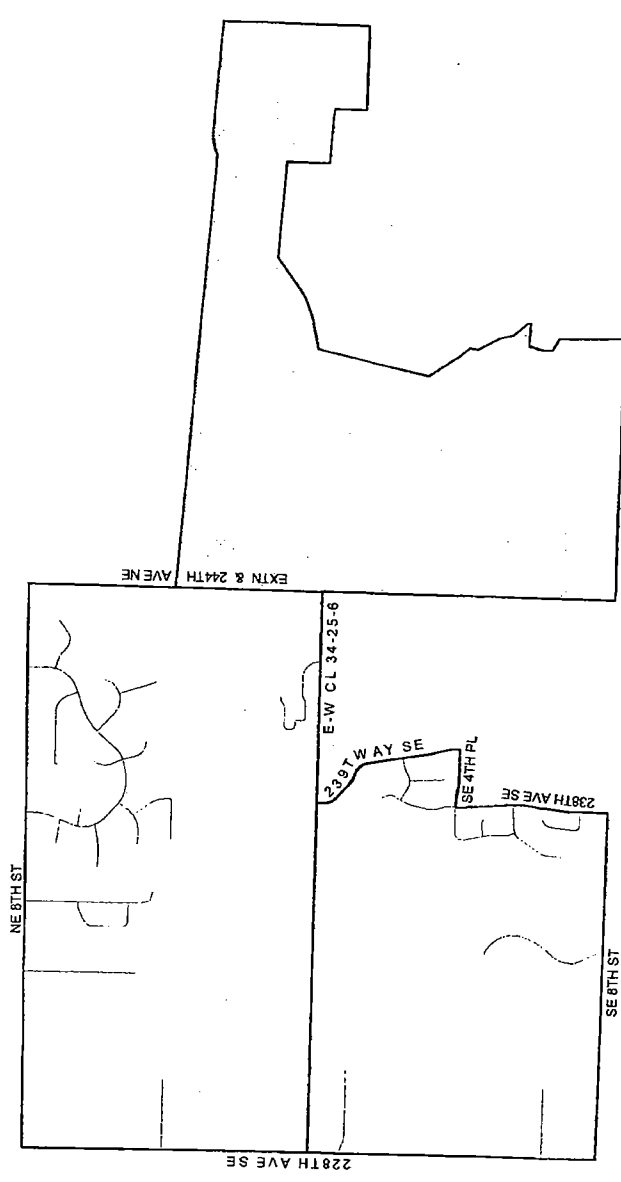 EXTN & 244TH AVE NE
NE 8TH ST
E-W CL 34-25-6
239T WAY SE
SE 4TH PL
238TH AVE SE
228TH AVE SE
SE 8TH ST